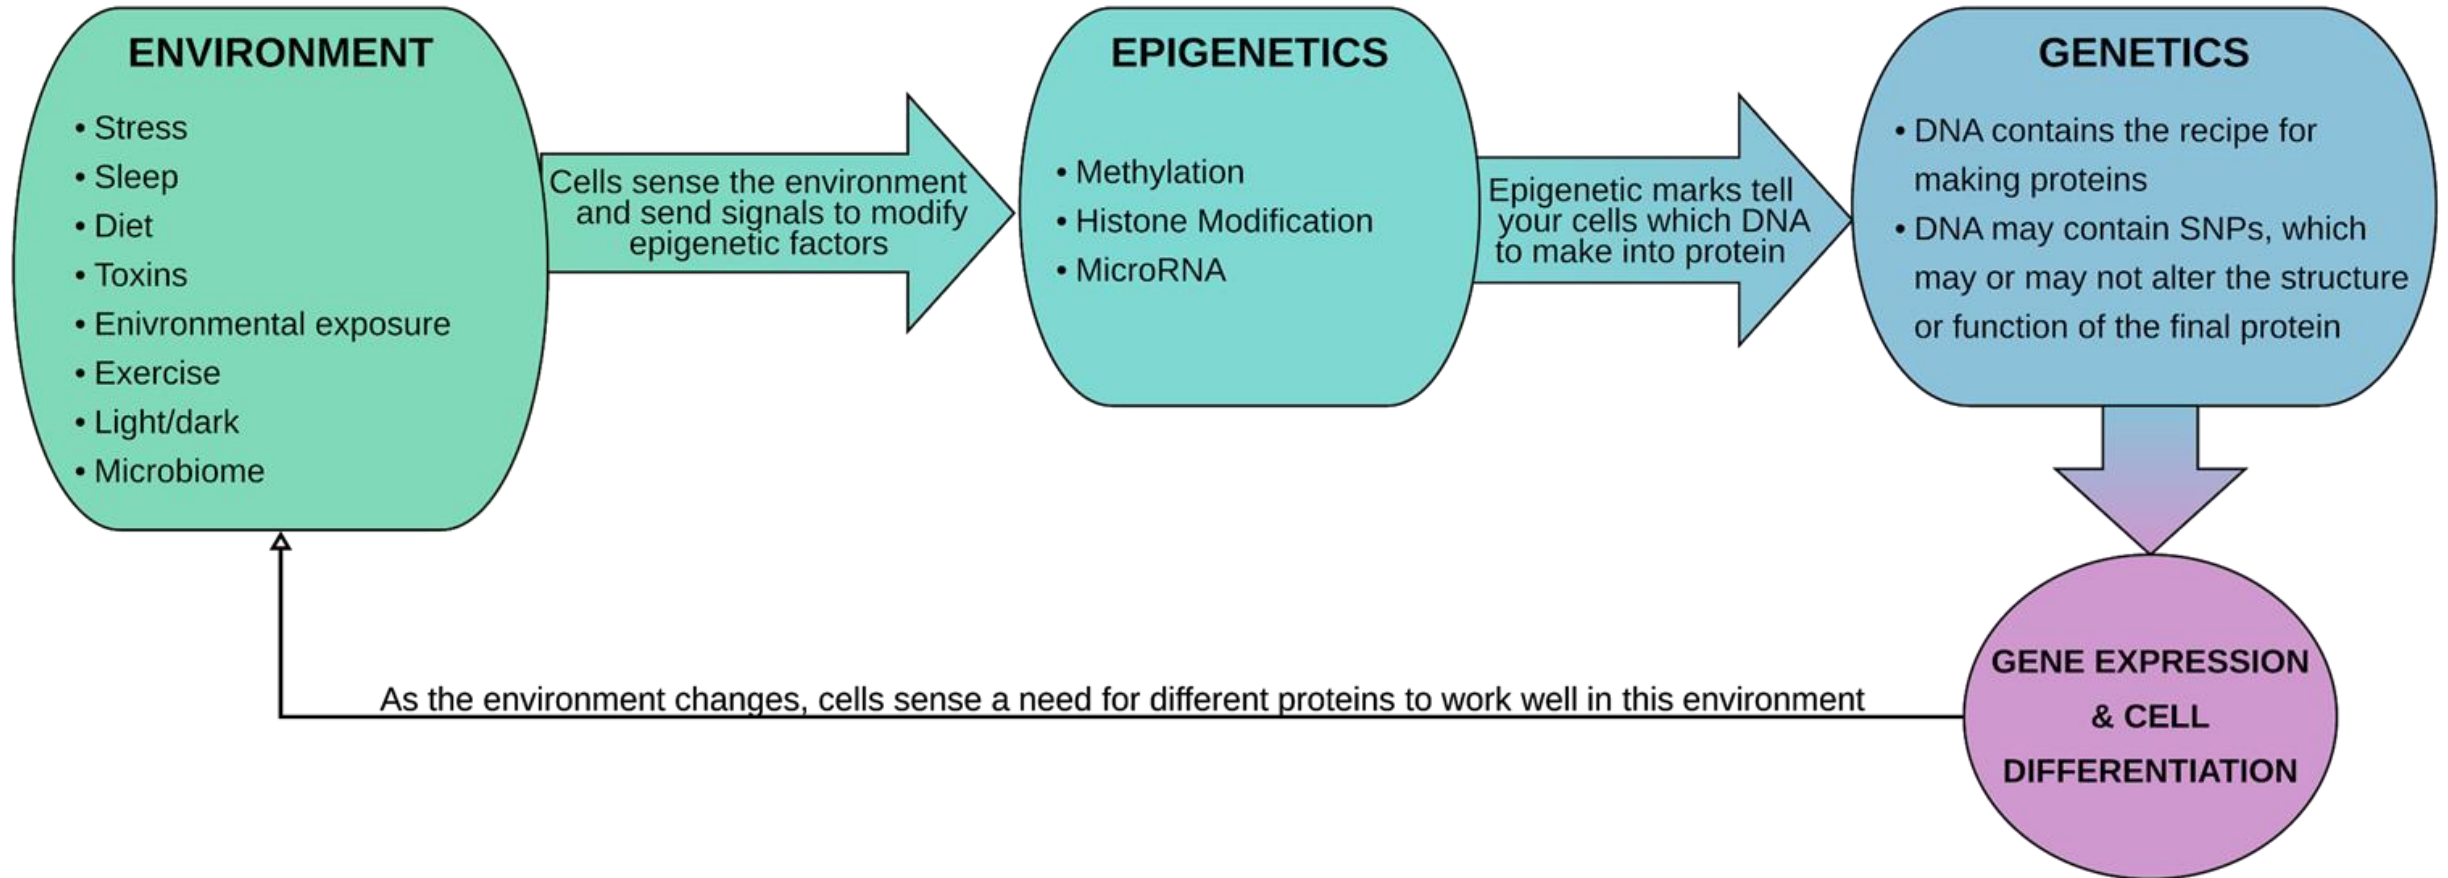 ENVIRONMENT
• Stress
• Sleep
• Diet
• Toxins
• Enivronmental exposure
• Exercise
• Light/dark
• Microbiome
Cells sense the environment
and send signals to modify
epigenetic factors
EPIGENETICS
• Methylation
• Histone Modification
• MicroRNA
Epigenetic marks tell
your cells which DNA
to make into protein
GENETICS
• DNA contains the recipe for
making proteins
• DNA may contain SNPs, which
may or may not alter the structure
or function of the final protein
GENE EXPRESSION
& CELL
DIFFERENTIATION
As the environment changes, cells sense a need for different proteins to work well in this environment